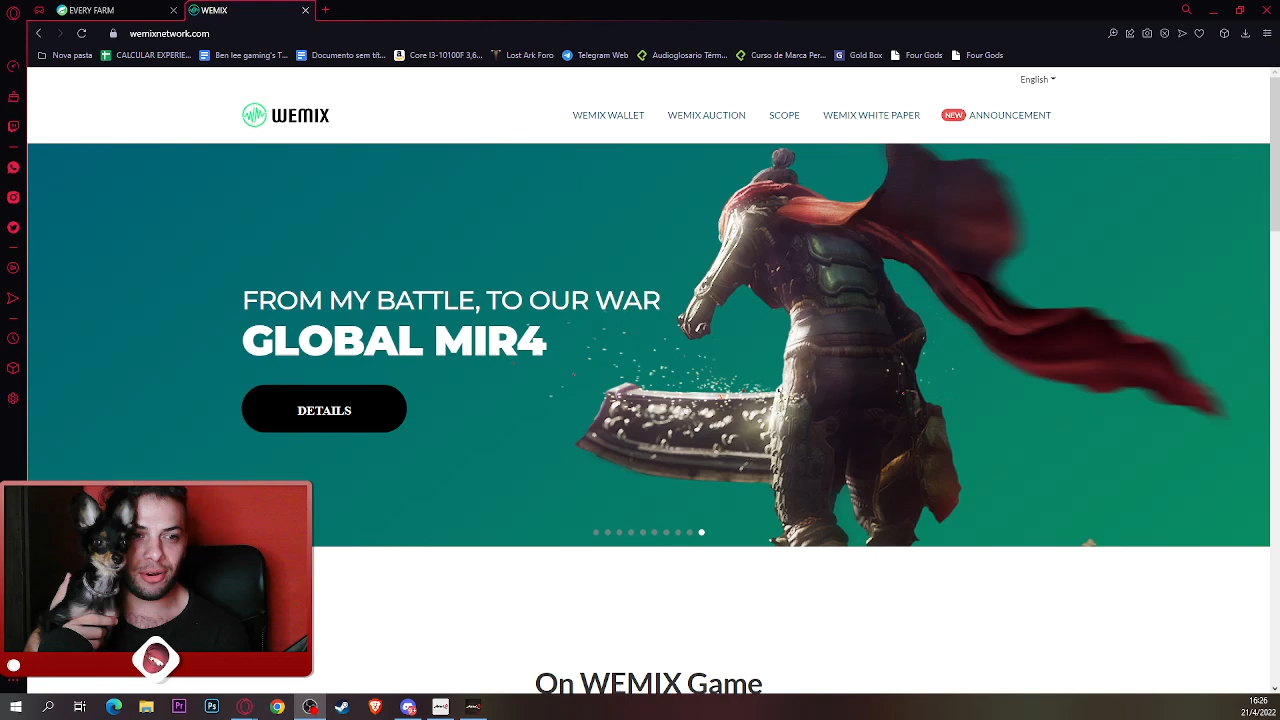 EVERY FARM
WEMIX
wemixnetwork.com
Nova pasta
CALCULAR EXPERIE...
Ben lee gaming's T...
Documento sem tít...
Core I3-10100F 3,6...
Lost Ark Foro
Telegram Web
Audioglosario Térm...
Curso de Marca Per...
Gold Box
Four Gods
Four Gods
English
WEMIX
WEMIX WALLET
WEMIX AUCTION
SCOPE
WEMIX WHITE PAPER
NEW ANNOUNCEMENT
FROM MY BATTLE, TO OUR WAR
GLOBAL MIR4
DETAILS
On WEMIX Game
16:26
21/4/2022